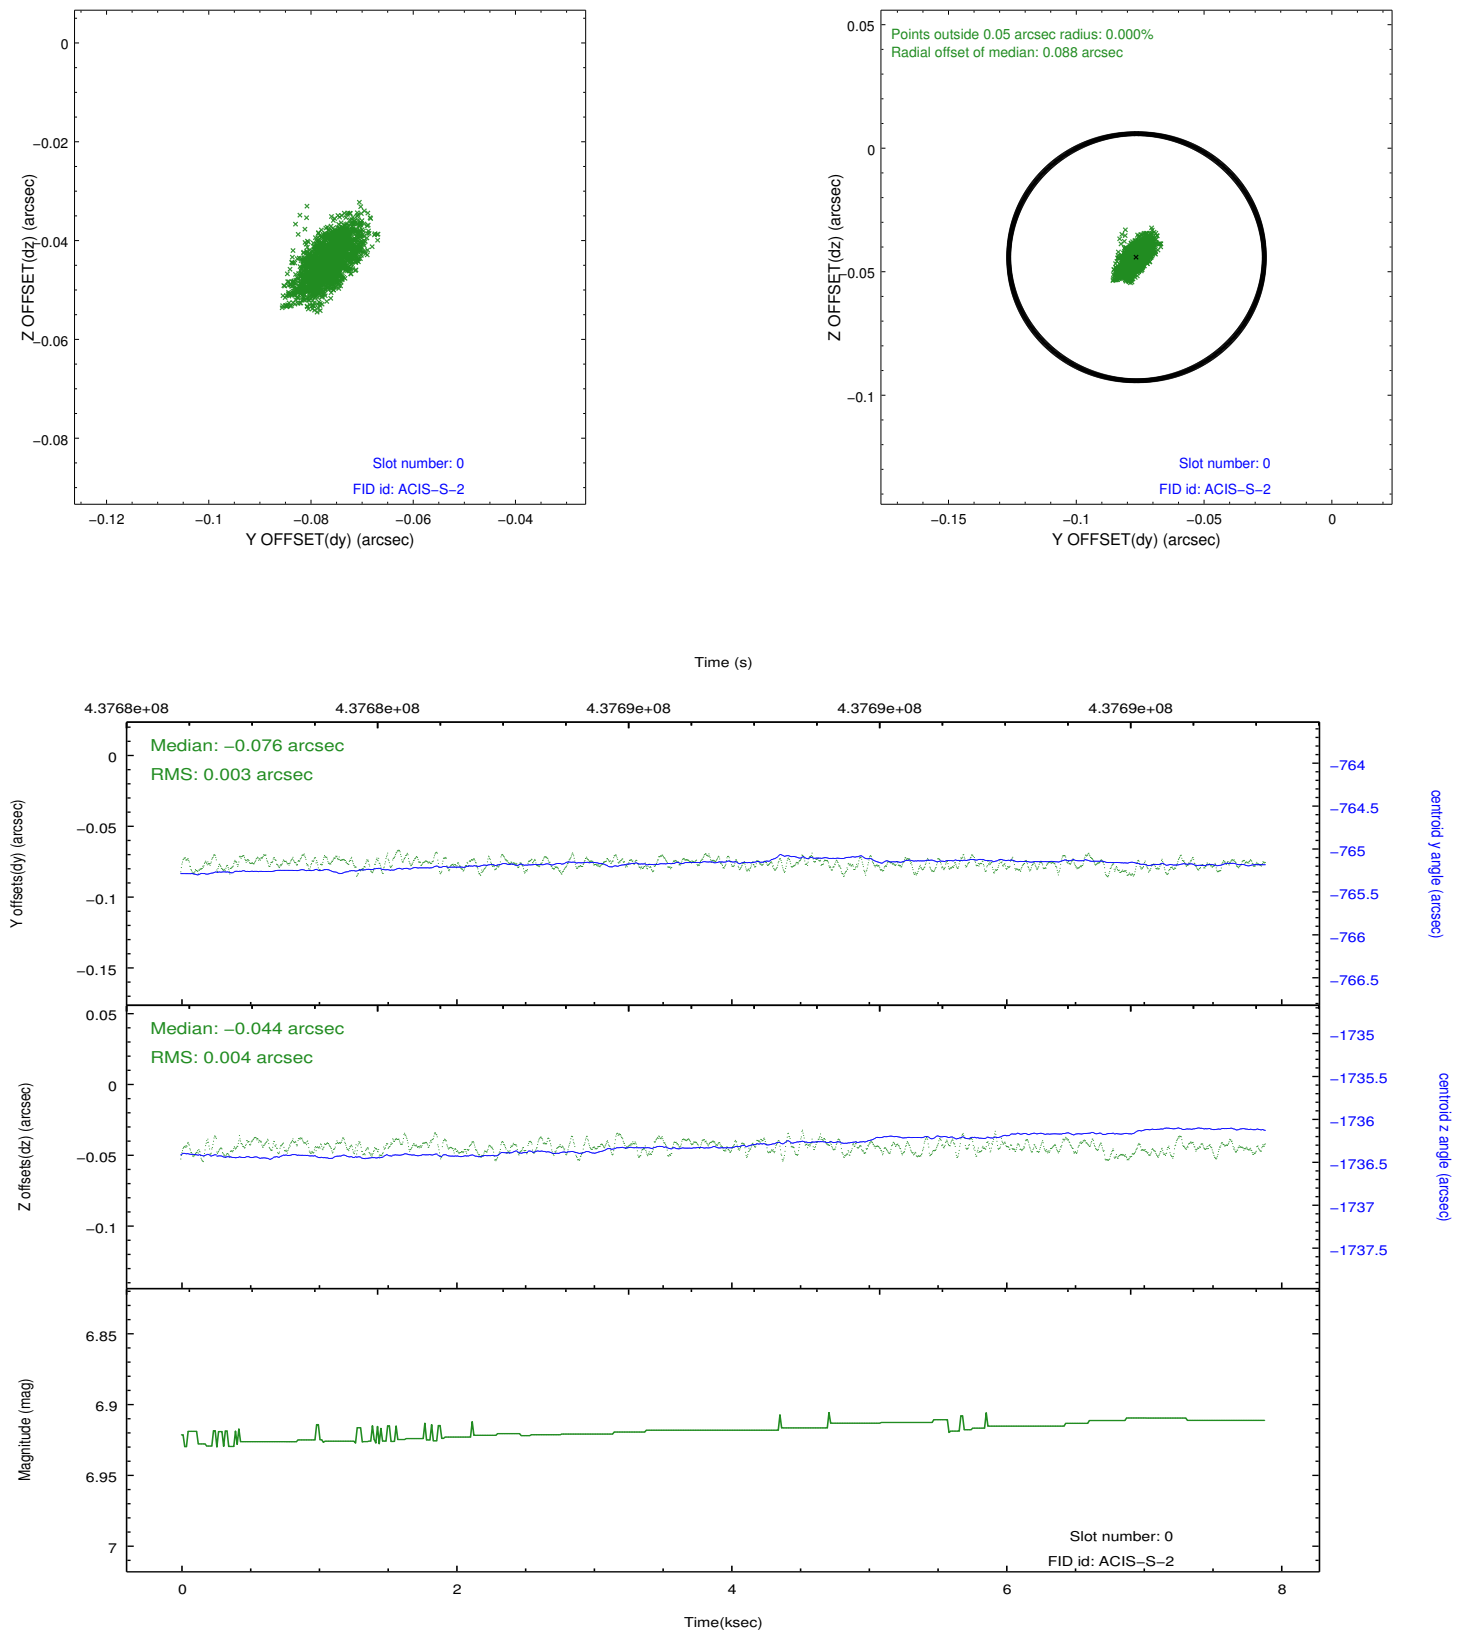 0
−0.02
−0.04
−0.06
−0.08
Z OFFSET(dz) (arcsec)
Slot number: 0
FID id: ACIS−S−2
−0.12 −0.1 −0.08 −0.06 −0.04
Y OFFSET(dy) (arcsec)
Points outside 0.05 arcsec radius: 0.000%
Radial offset of median: 0.088 arcsec
0.05
0
−0.05
−0.1
Z OFFSET(dz) (arcsec)
Slot number: 0
FID id: ACIS−S−2
−0.15 −0.1 −0.05 0
Y OFFSET(dy) (arcsec)
Time (s)
4.3768e+08 4.3768e+08 4.3769e+08 4.3769e+08 4.3769e+08
Median: −0.076 arcsec
RMS: 0.003 arcsec
0
−0.05
−0.1
−0.15
Y offsets(dy) (arcsec)
−764
−764.5
−765
−765.5
−766
−766.5
centroid y angle (arcsec)
Median: −0.044 arcsec
RMS: 0.004 arcsec
0.05
0
−0.05
−0.1
Z offsets(dz) (arcsec)
−1735
−1735.5
−1736
−1736.5
−1737
−1737.5
centroid z angle (arcsec)
6.85
6.9
6.95
7
Magnitude (mag)
Slot number: 0
FID id: ACIS−S−2
0 2 4 6 8
Time(ksec)